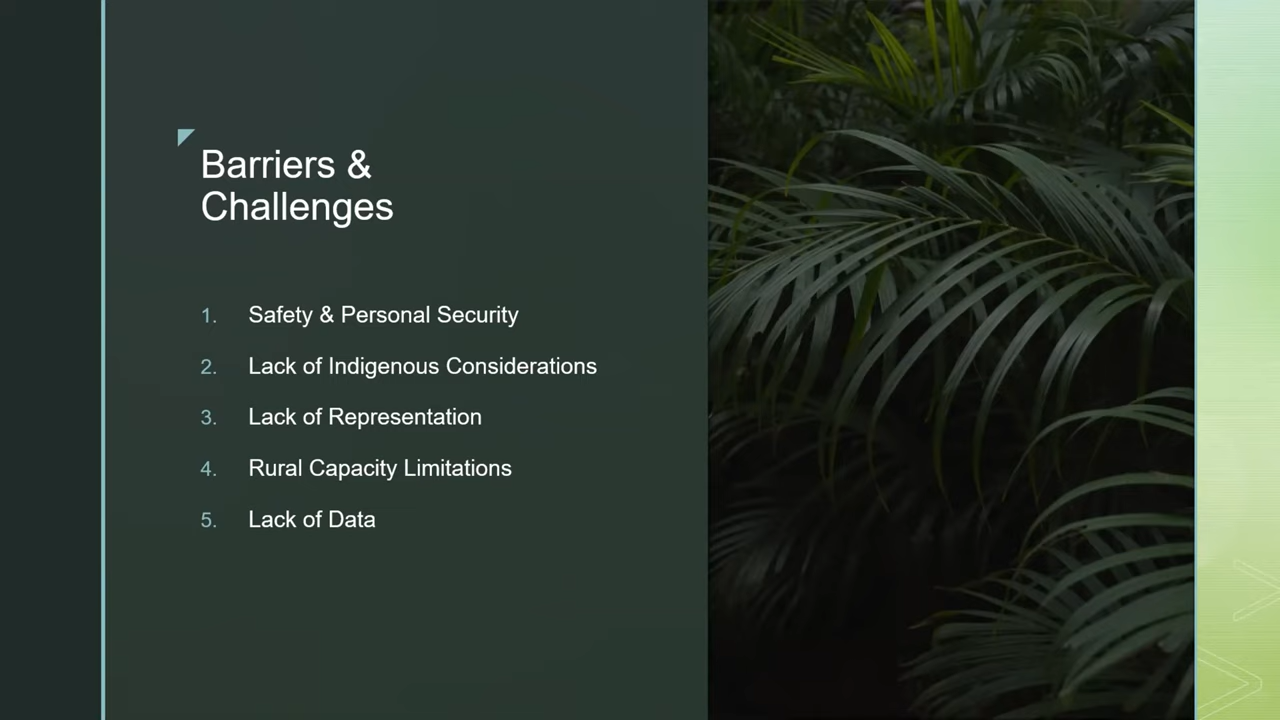 Barriers &
Challenges
1. Safety & Personal Security
2. Lack of Indigenous Considerations
3. Lack of Representation
4. Rural Capacity Limitations
5. Lack of Data